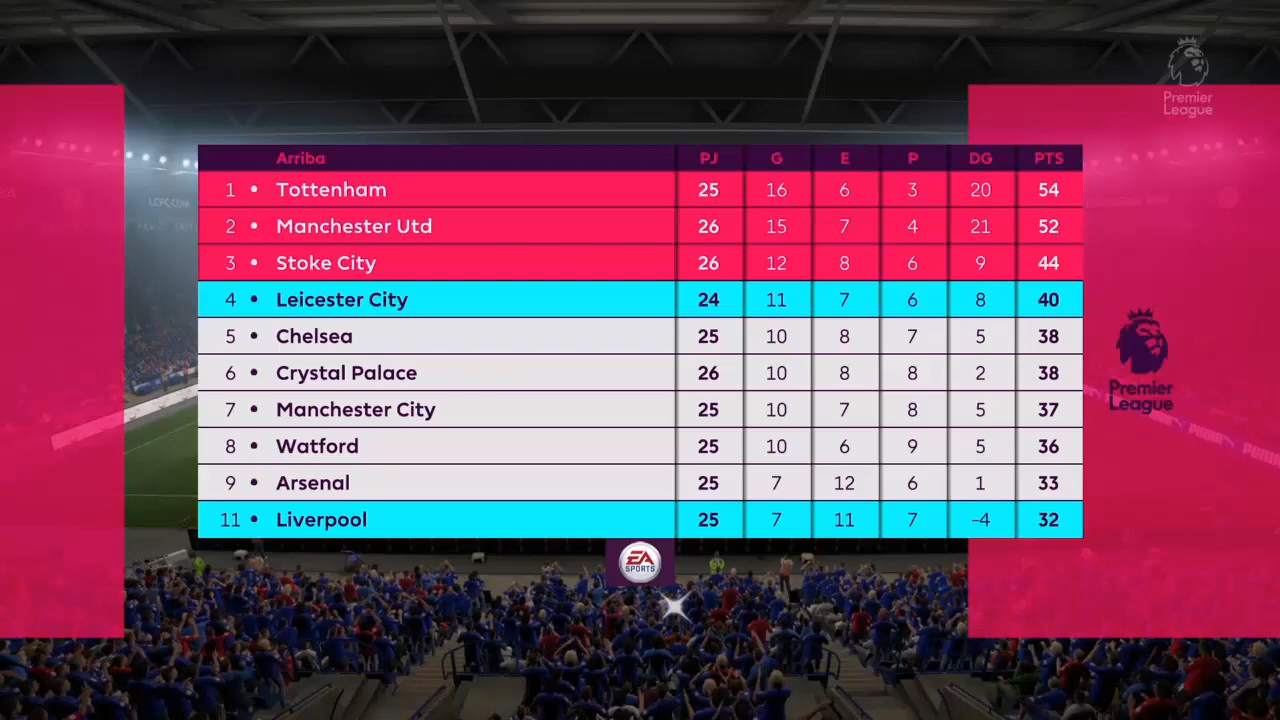 Premier
League
Arriba PJ G E P DG PTS
1 • Tottenham 25 16 6 3 20 54
2 • Manchester Utd 26 15 7 4 21 52
3 • Stoke City 26 12 8 6 9 44
LCFC.COM
4 • Leicester City 24 11 7 6 8 40
5 • Chelsea 25 10 8 7 5 38
6 • Crystal Palace 26 10 8 8 2 38
Premier
League
7 • Manchester City 25 10 7 8 5 37
8 • Watford 25 10 6 9 5 36
PUMA
9 • Arsenal 25 7 12 6 1 33
11 • Liverpool 25 7 11 7 -4 32
EA
SPORTS